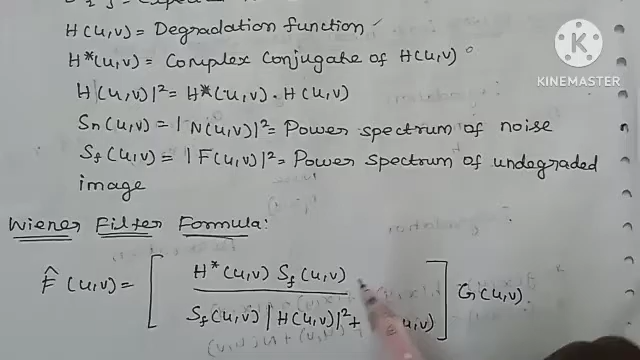 H(u,v) = Degradation function
H*(u,v) = Complex Conjugate of H(u,v)
H(u,v)|² = H*(u,v) . H(u,v)
Sn(u,v) = | N(u,v)|² = Power spectrum of noise
Sf(u,v) = | F(u,v)|² = Power spectrum of undegraded
image
Wiener Filter Formula:
F̂ (u,v) = [ H*(u,v) Sf(u,v) / Sf(u,v) |H(u,v)|² + (u,v) ] G(u,v)
KINEMASTER